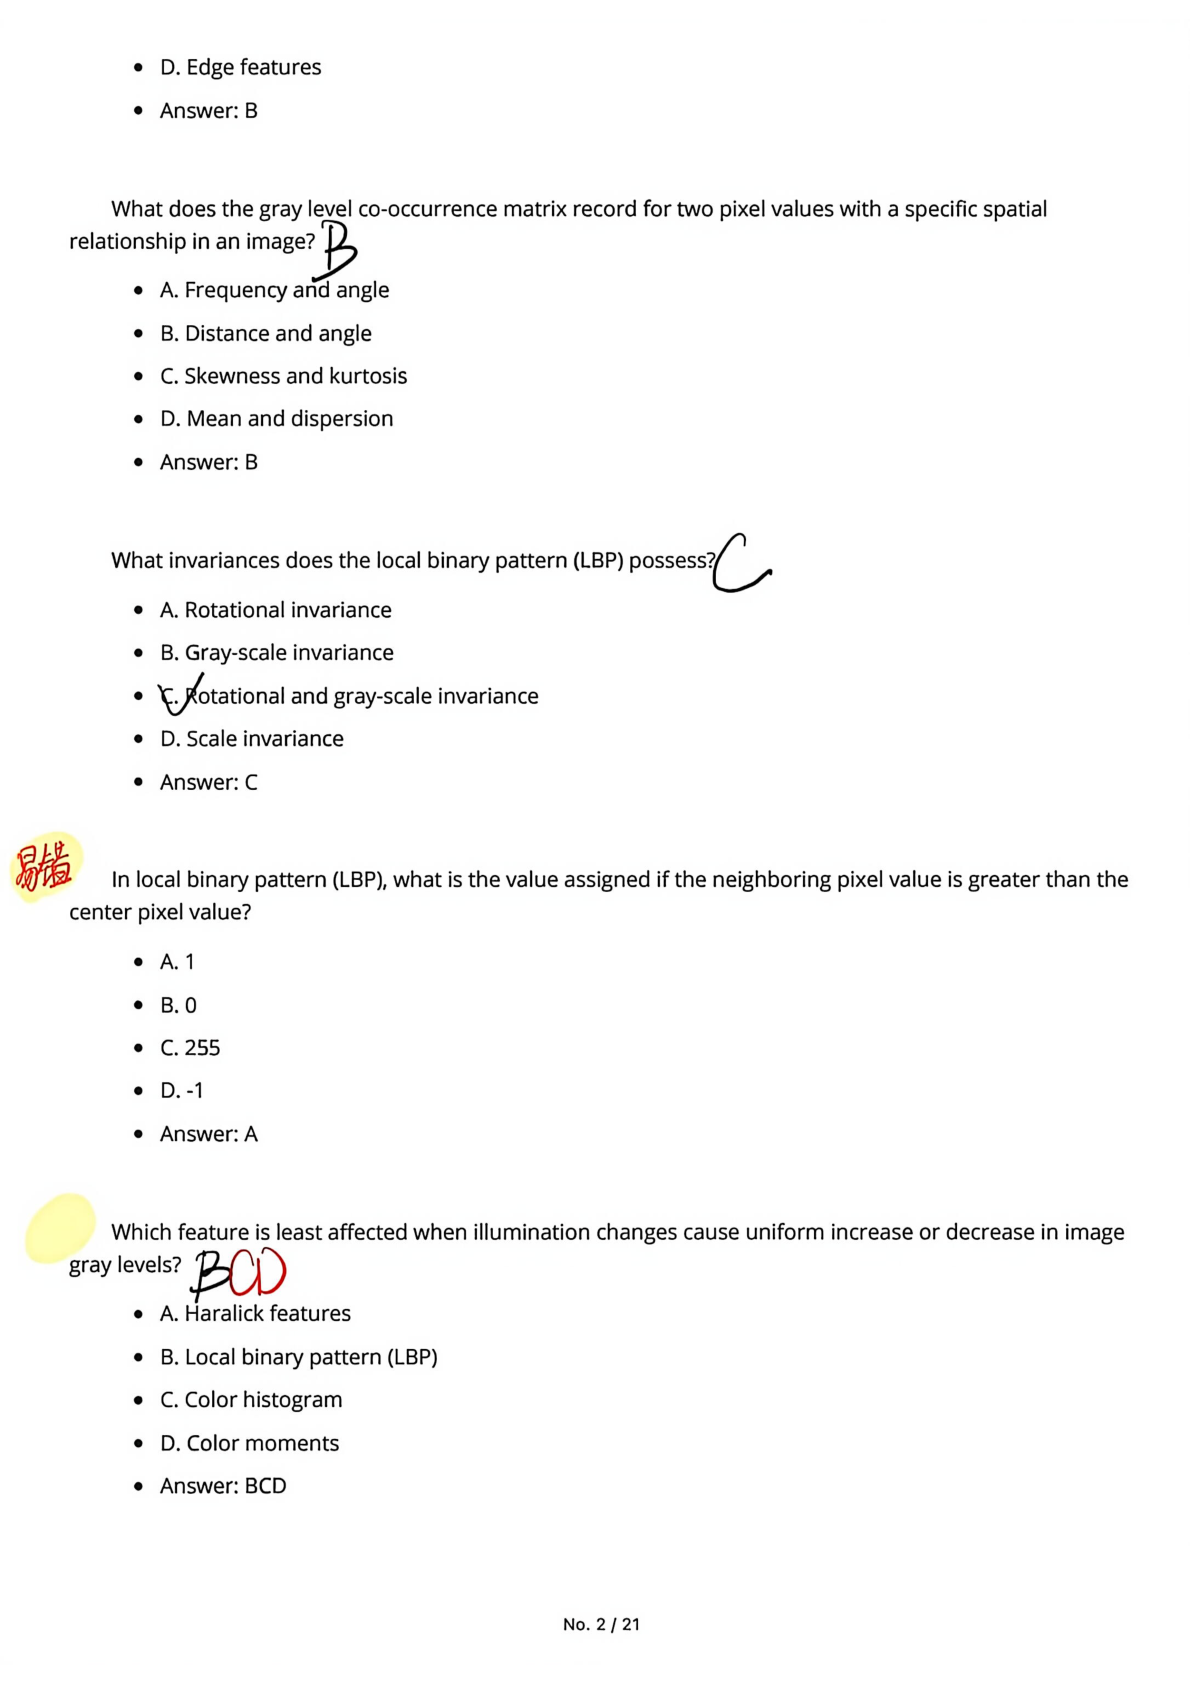 D. Edge features
Answer: B
What does the gray level co-occurrence matrix record for two pixel values with a specific spatial
relationship in an image? B
A. Frequency and angle
B. Distance and angle
C. Skewness and kurtosis
D. Mean and dispersion
Answer: B
What invariances does the local binary pattern (LBP) possess? C
A. Rotational invariance
B. Gray-scale invariance
C. Rotational and gray-scale invariance
D. Scale invariance
Answer: C
易错
In local binary pattern (LBP), what is the value assigned if the neighboring pixel value is greater than the
center pixel value?
A. 1
B. 0
C. 255
D. -1
Answer: A
Which feature is least affected when illumination changes cause uniform increase or decrease in image
gray levels? BCD
A. Haralick features
B. Local binary pattern (LBP)
C. Color histogram
D. Color moments
Answer: BCD
No. 2 / 21